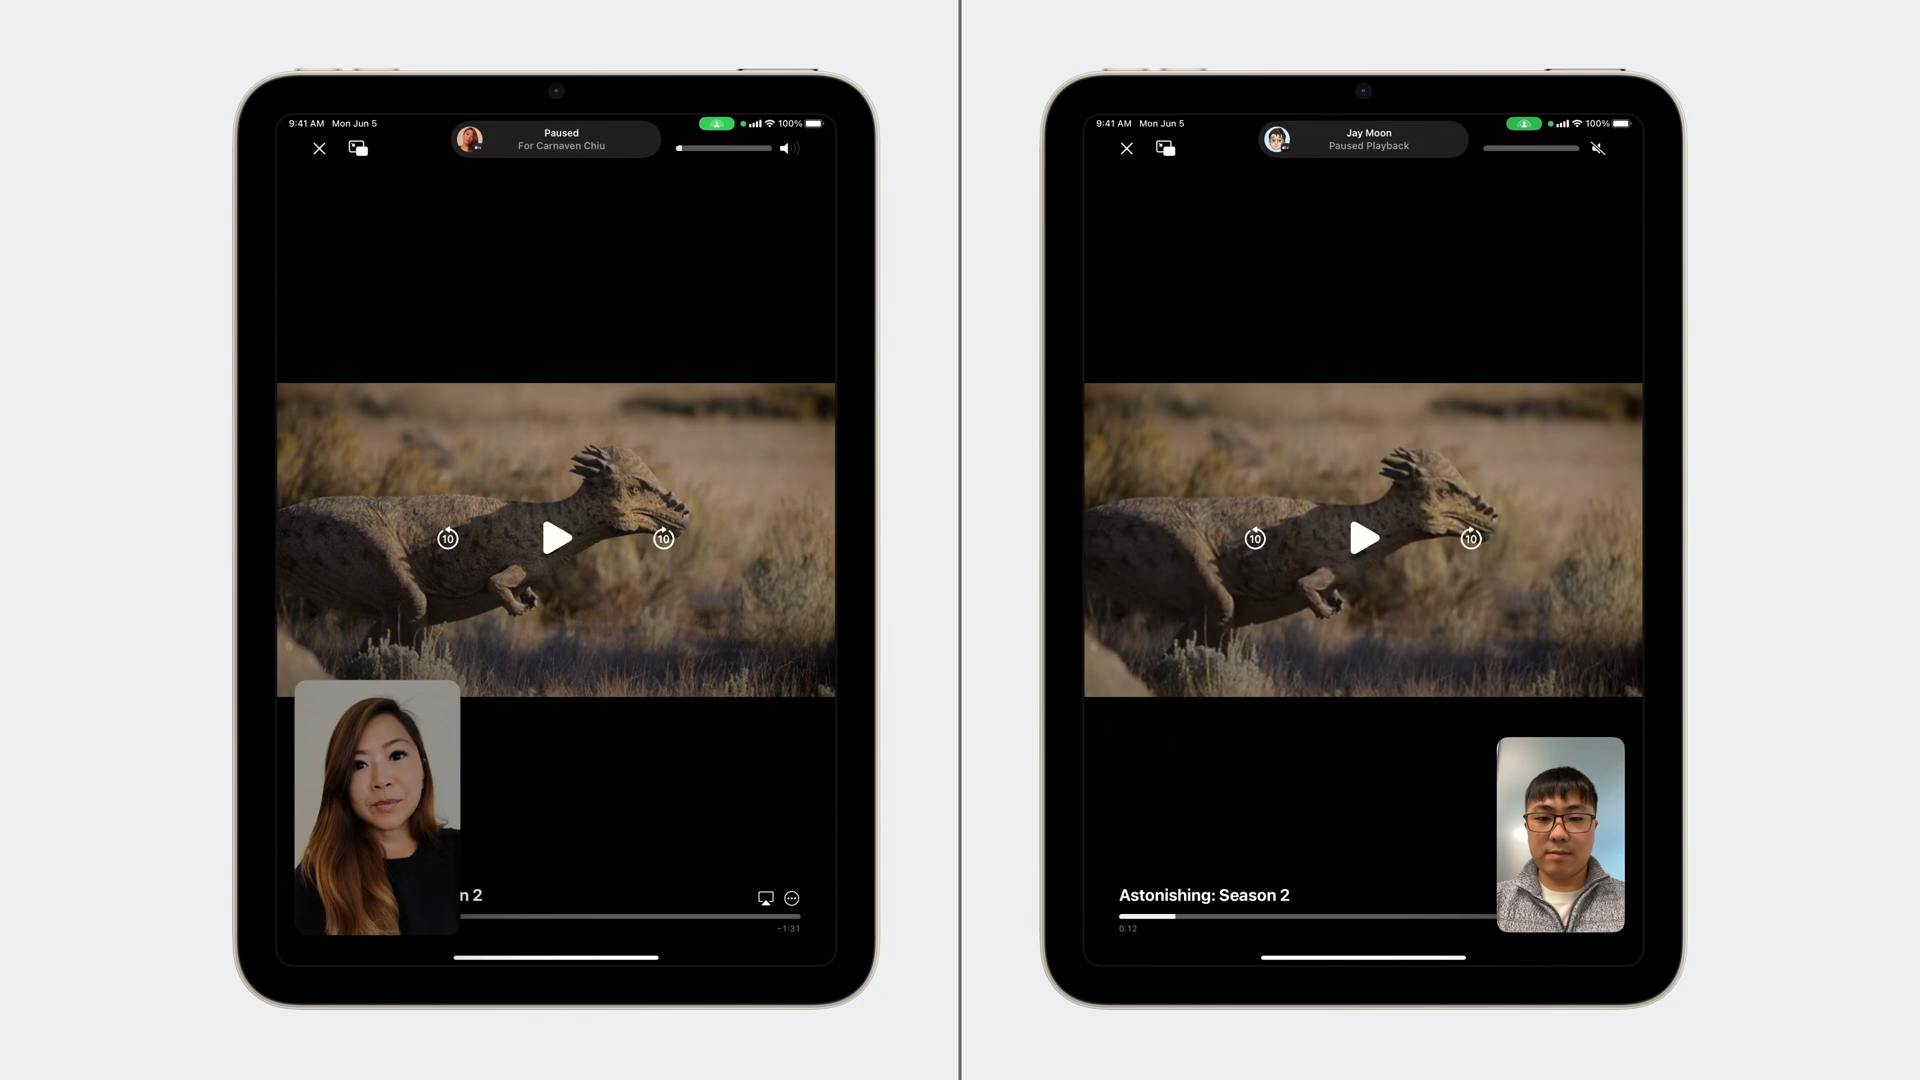 9:41 AM Mon Jun 5
Paused
For Carnaven Chiu
100%
10
10
n 2
−1:31
9:41 AM Mon Jun 5
Jay Moon
Paused Playback
100%
10
10
Astonishing: Season 2
0:12